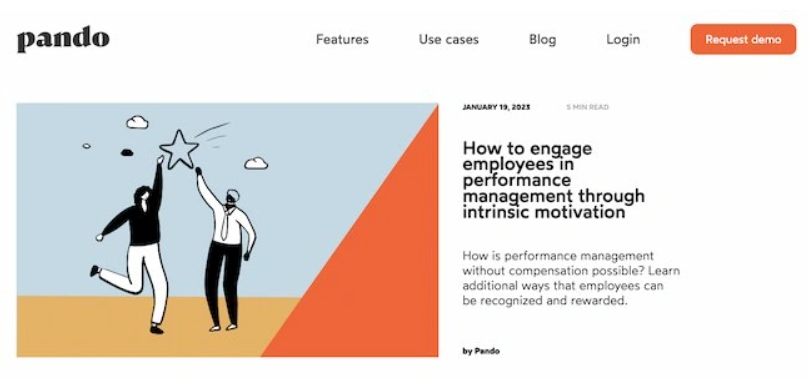 pando
Features
Use cases
Blog
Login
Request demo
JANUARY 19, 2023
5 MIN READ
How to engage
employees in
performance
management through
intrinsic motivation
How is performance management
without compensation possible? Learn
additional ways that employees can
be recognized and rewarded.
by Pando